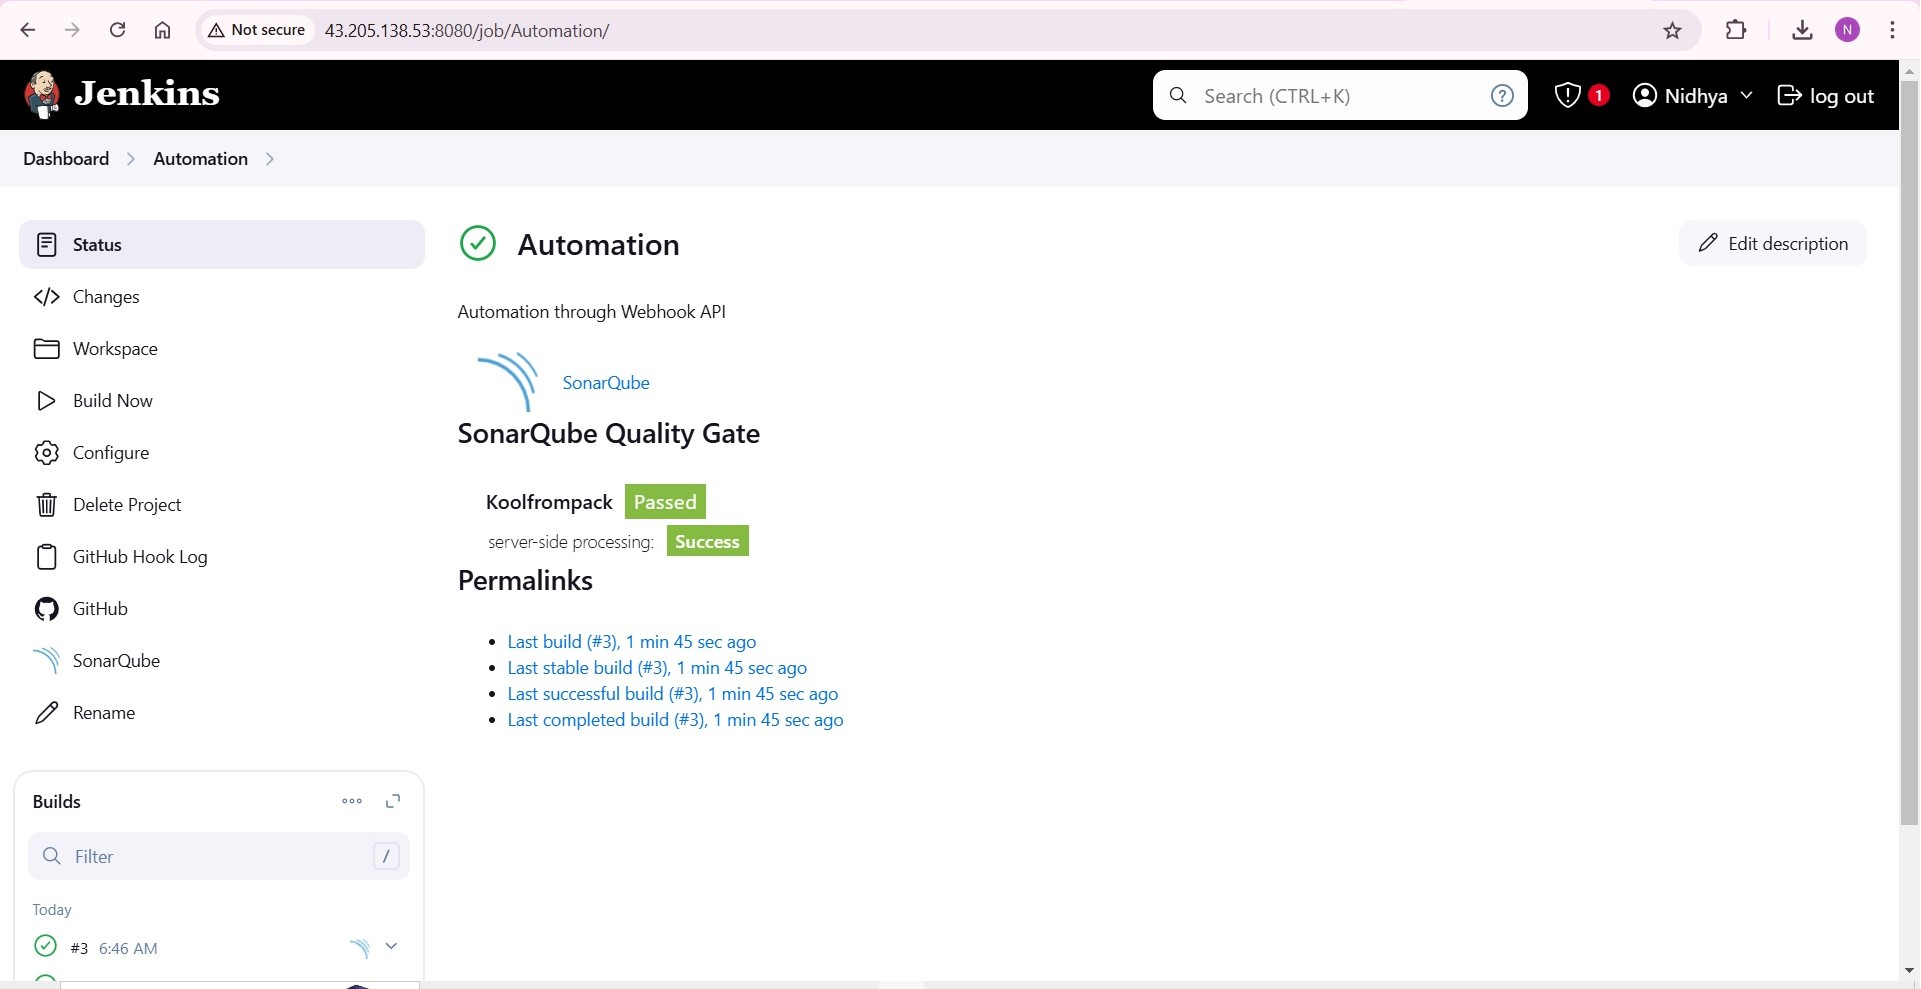 Not secure 43.205.138.53:8080/job/Automation/
N
Jenkins
Search (CTRL+K)
?
1
Nidhya
log out
Dashboard
Automation
Status
Changes
Workspace
Build Now
Configure
Delete Project
GitHub Hook Log
GitHub
SonarQube
Rename
Builds
Filter
/
Today
#3 6:46 AM
Automation
Edit description
Automation through Webhook API
SonarQube
SonarQube Quality Gate
Koolfrompack Passed
server-side processing: Success
Permalinks
Last build (#3), 1 min 45 sec ago
Last stable build (#3), 1 min 45 sec ago
Last successful build (#3), 1 min 45 sec ago
Last completed build (#3), 1 min 45 sec ago